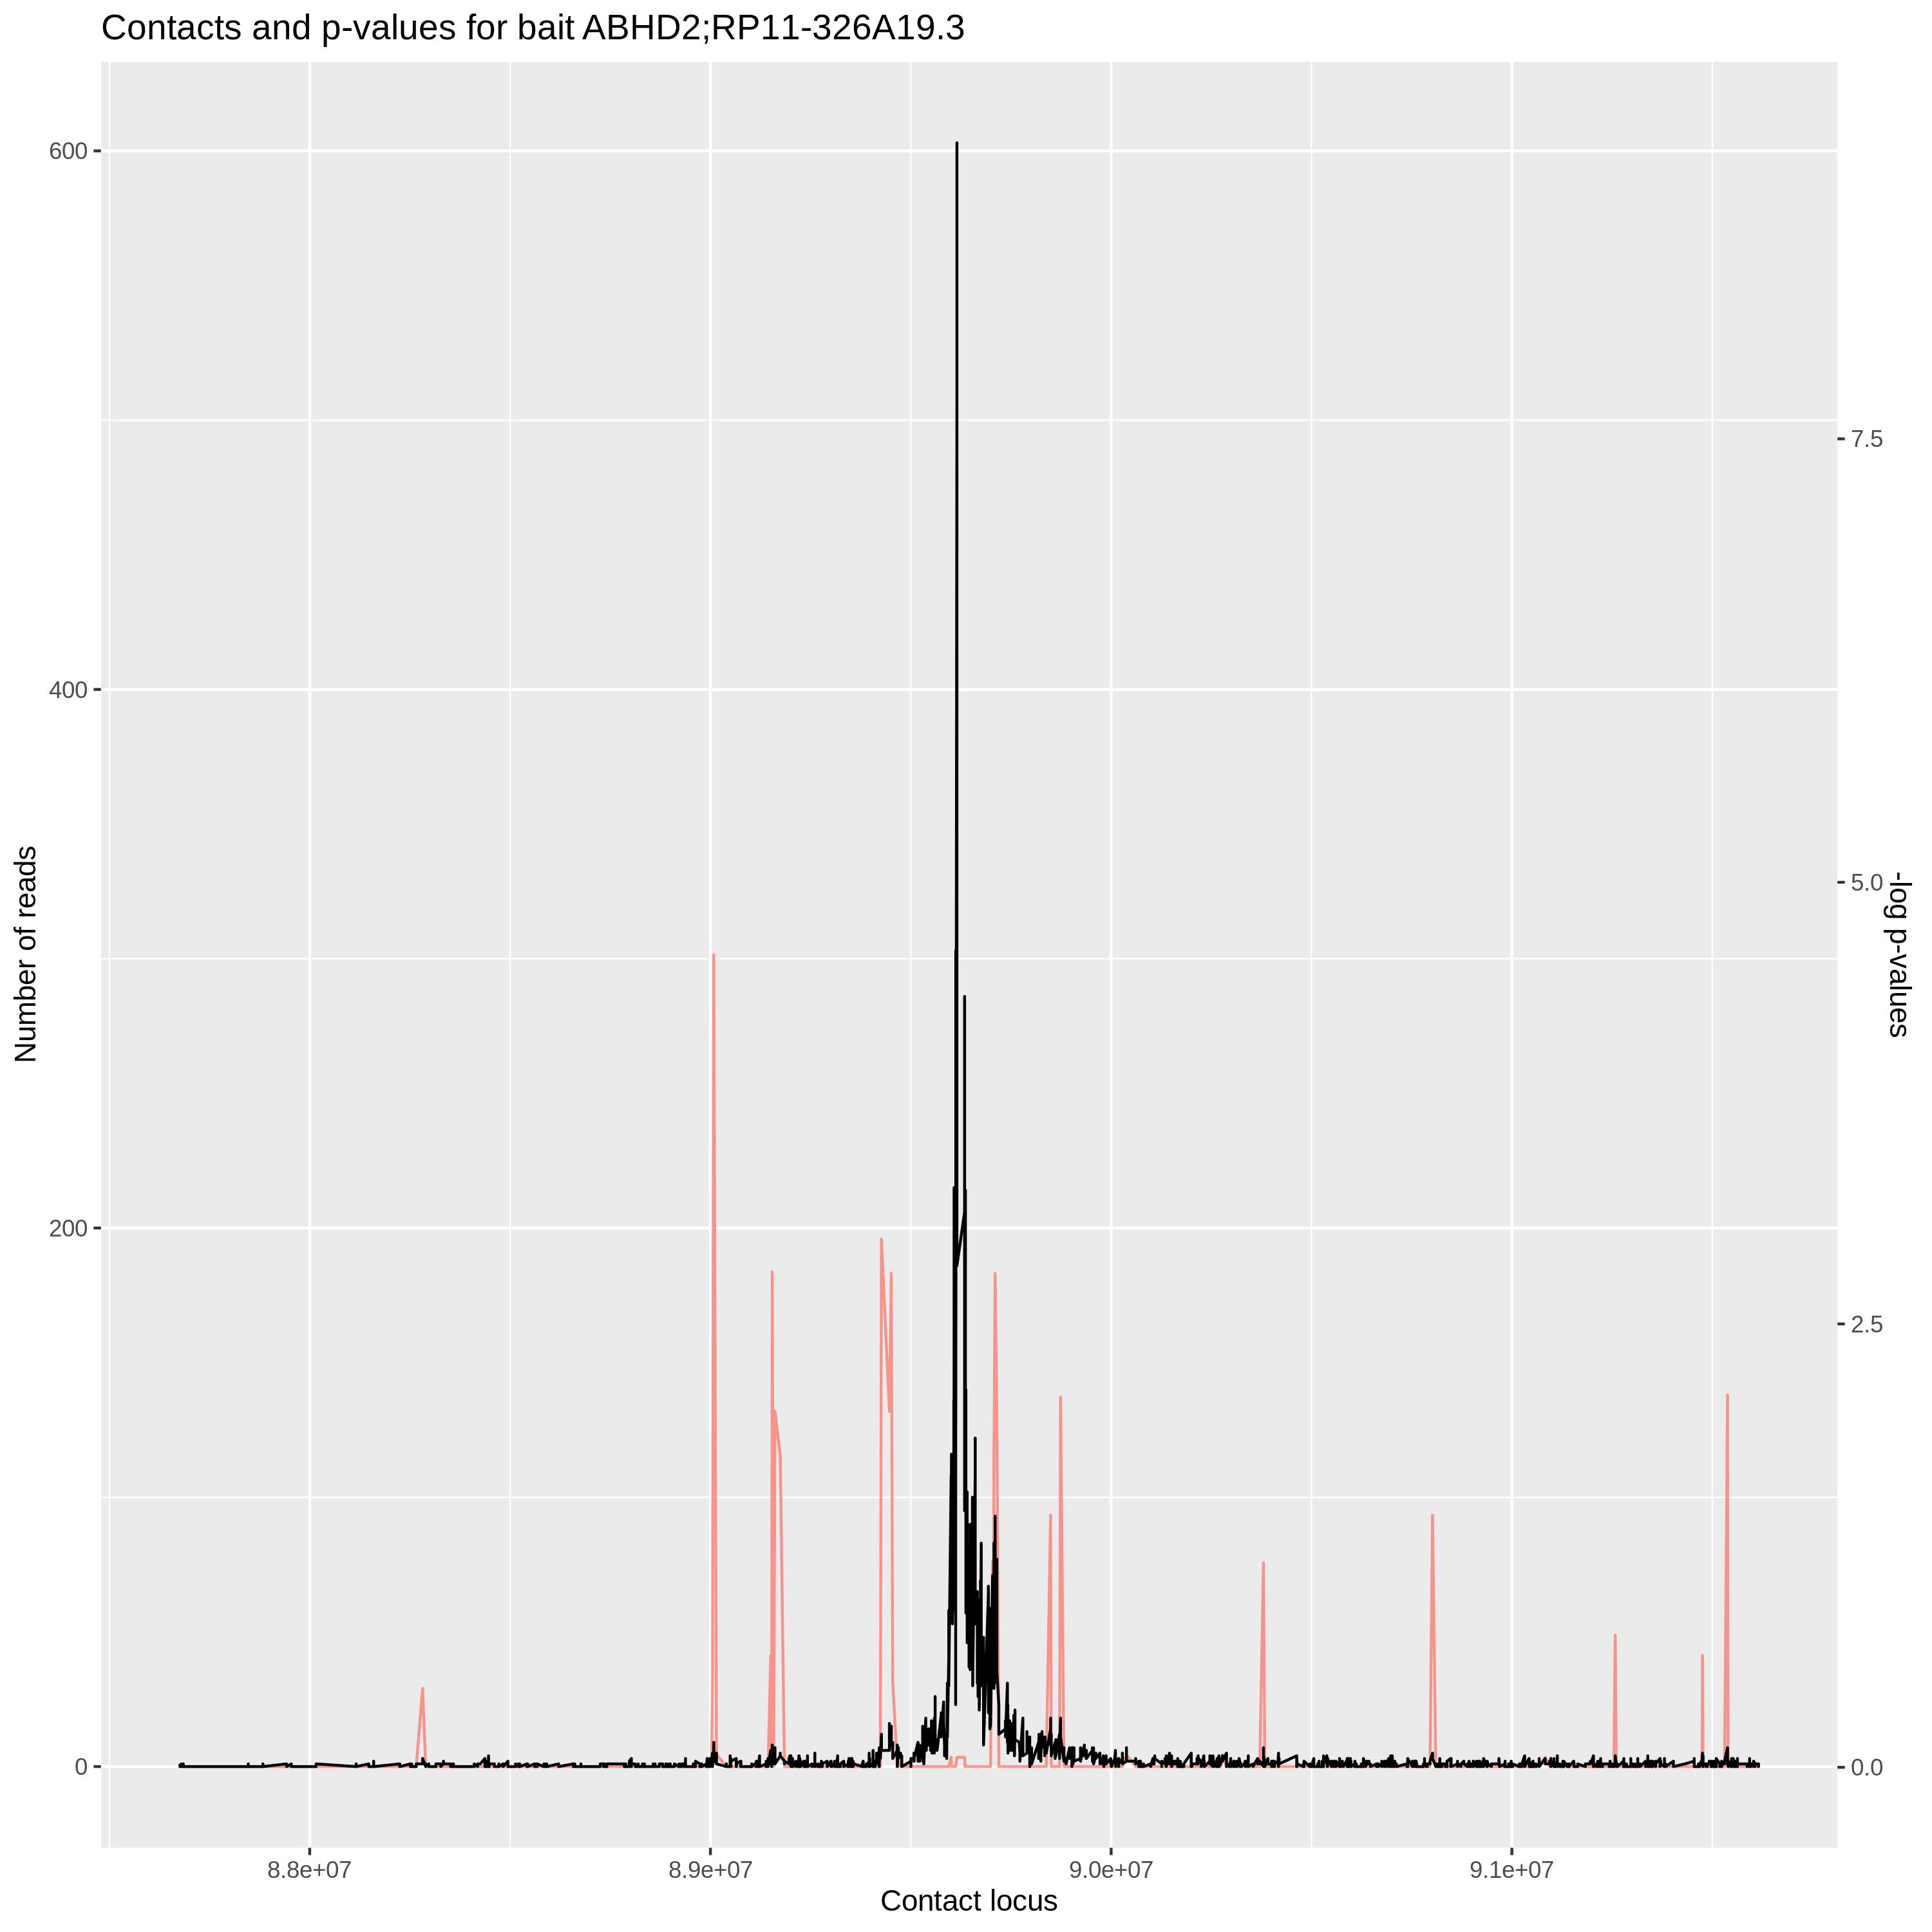 Contacts and p-values for bait ABHD2;RP11-326A19.3
600
400
200
0
Number of reads
7.5
5.0
2.5
0.0
-log p-values
8.8e+07
8.9e+07
9.0e+07
9.1e+07
Contact locus